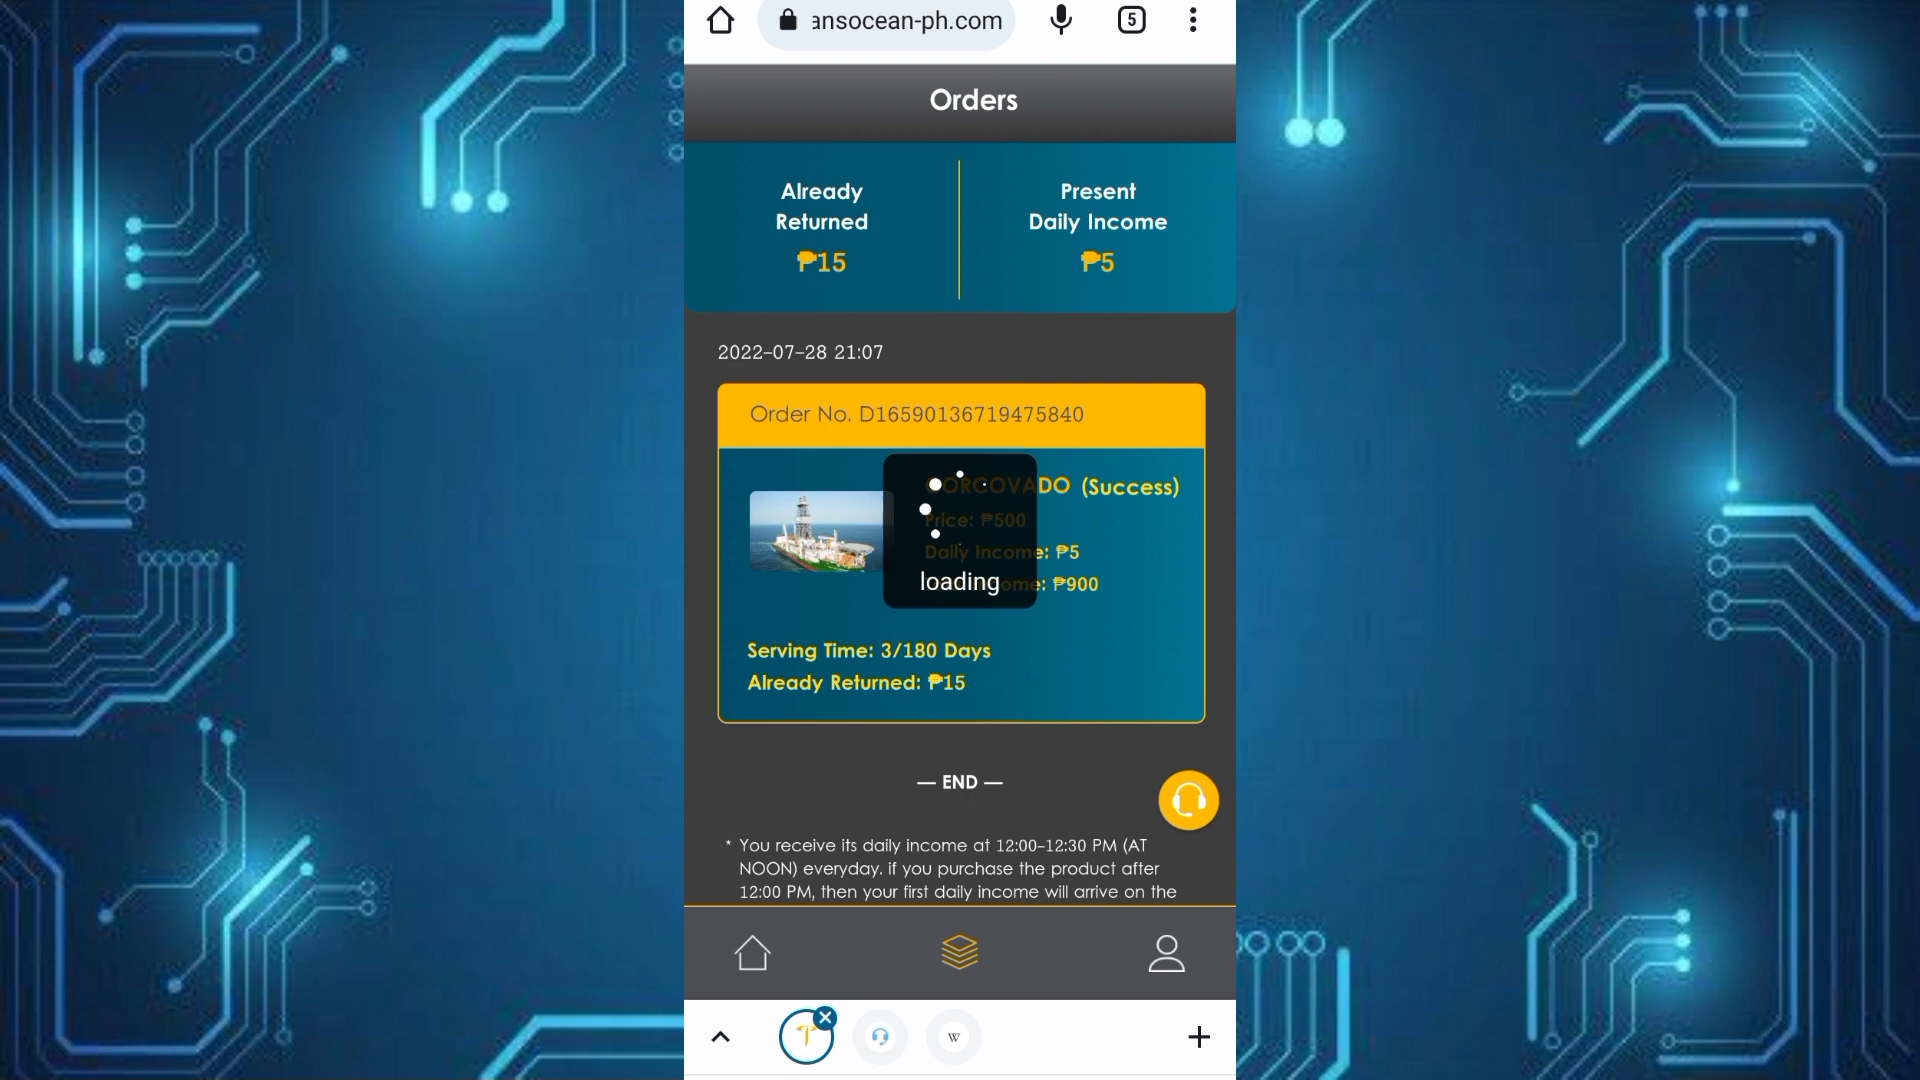 ansocean-ph.com
5
Orders
Already
Returned
₱15
Present
Daily Income
₱5
2022-07-28 21:07
Order No. D16590136719475840
CORCOVADO (Success)
Price: ₱500
Daily Income: ₱5
loading
ome: ₱900
Serving Time: 3/180 Days
Already Returned: ₱15
— END —
* You receive its daily income at 12:00-12:30 PM (AT
NOON) everyday. if you purchase the product after
12:00 PM, then your first daily income will arrive on the
W